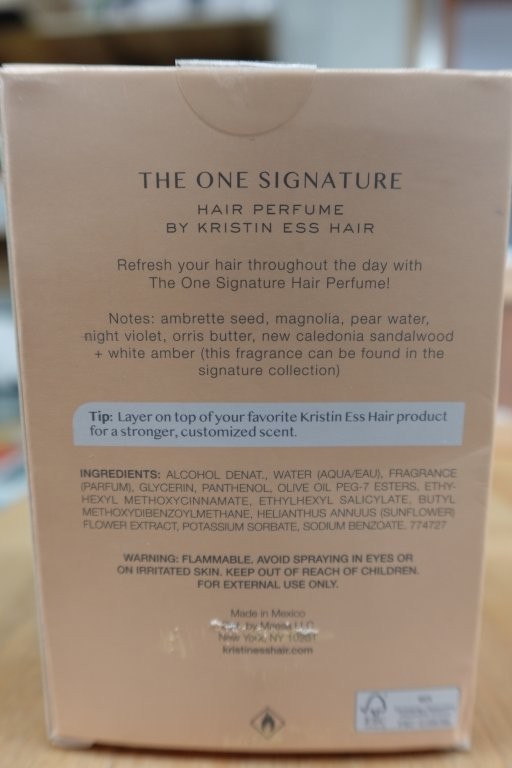 THE ONE SIGNATURE
HAIR PERFUME
BY KRISTIN ESS HAIR
Refresh your hair throughout the day with
The One Signature Hair Perfume!
Notes: ambrette seed, magnolia, pear water,
night violet, orris butter, new caledonia sandalwood
+ white amber (this fragrance can be found in the
signature collection)
Tip: Layer on top of your favorite Kristin Ess Hair product
for a stronger, customized scent.
INGREDIENTS: ALCOHOL DENAT., WATER (AQUA/EAU), FRAGRANCE
(PARFUM), GLYCERIN, PANTHENOL, OLIVE OIL PEG-7 ESTERS, ETHY-
HEXYL METHOXYCINNAMATE, ETHYLHEXYL SALICYLATE, BUTYL
METHOXYDIBENZOYLMETHANE, HELIANTHUS ANNUUS (SUNFLOWER)
FLOWER EXTRACT, POTASSIUM SORBATE, SODIUM BENZOATE, 774727
WARNING: FLAMMABLE. AVOID SPRAYING IN EYES OR
ON IRRITATED SKIN. KEEP OUT OF REACH OF CHILDREN.
FOR EXTERNAL USE ONLY.
Made in Mexico
by
New York, NY
kristinesshair.com